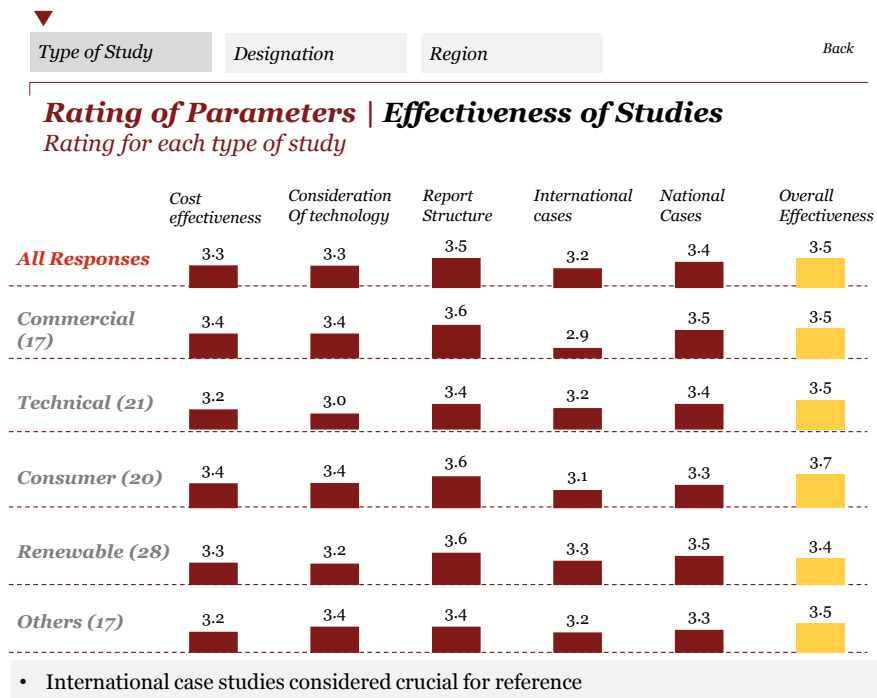 Type of Study
Designation
Region
Back
Rating of Parameters | Effectiveness of Studies
Rating for each type of study
Cost
effectiveness
Consideration
Of technology
Report
Structure
International
cases
National
Cases
Overall
Effectiveness
All Responses
3.3
3.3
3.5
3.2
3.4
3.5
Commercial
(17)
3.4
3.4
3.6
2.9
3.5
3.5
Technical (21)
3.2
3.0
3.4
3.2
3.4
3.5
Consumer (20)
3.4
3.4
3.6
3.1
3.3
3.7
Renewable (28)
3.3
3.2
3.6
3.3
3.5
3.4
Others (17)
3.2
3.4
3.4
3.2
3.3
3.5
• International case studies considered crucial for reference